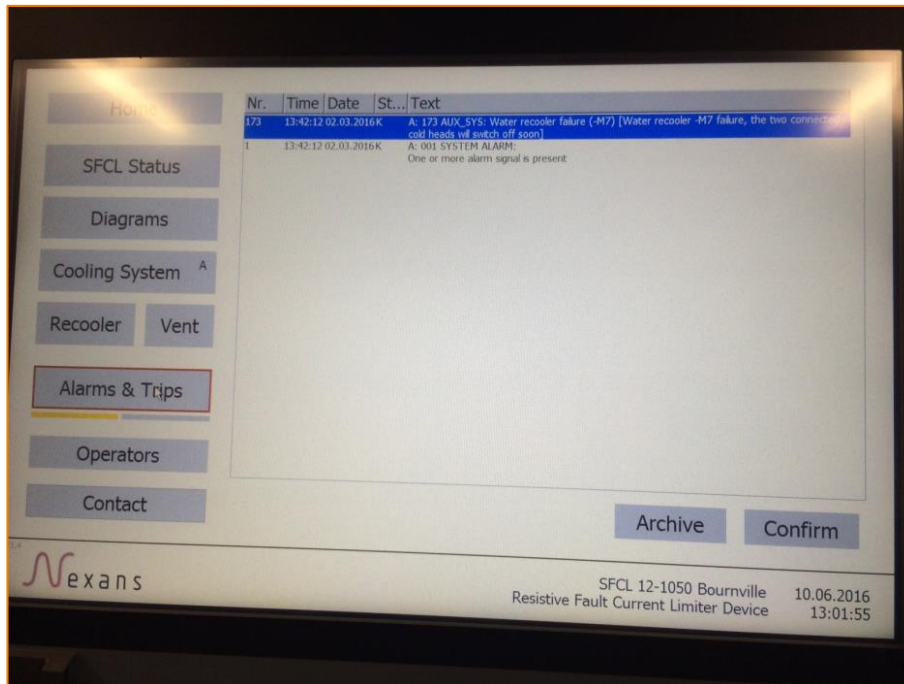 Home
SFCL Status
Diagrams
Cooling System A
Recooler Vent
Alarms & Trips
Operators
Contact
Nr. Time Date St... Text
173 13:42:12 02.03.2016 K A: 173 AUX_SYS: Water recooler failure (-M7) [Water recooler -M7 failure, the two connected
cold heads will switch off soon]
1 13:42:12 02.03.2016 K A: 001 SYSTEM ALARM:
One or more alarm signal is present
Archive Confirm
1.4
Nexans
SFCL 12-1050 Bournville 10.06.2016
Resistive Fault Current Limiter Device 13:01:55